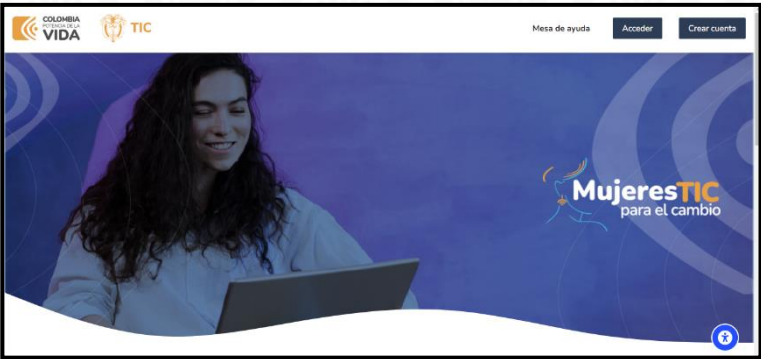 COLOMBIA
POTENCIA DE LA
VIDA
TIC
Mesa de ayuda
Acceder
Crear cuenta
MujeresTIC
para el cambio